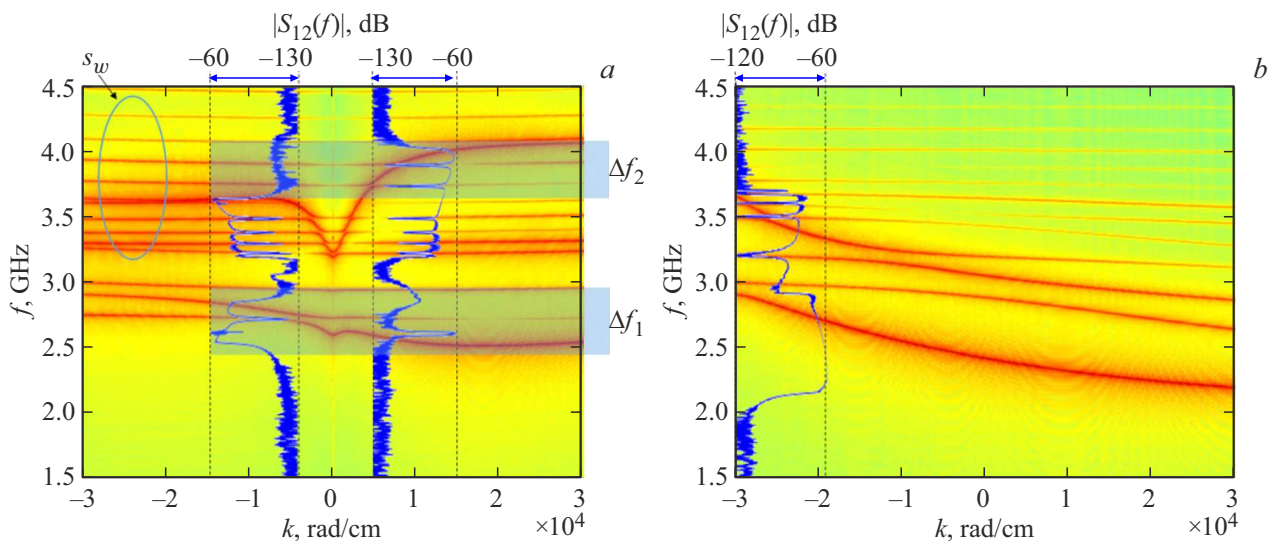 |S12(f)|, dB
−60 −130 −130 −60
a
sw
4.5
4.0
3.5
3.0
2.5
2.0
1.5
f, GHz
Δf2
Δf1
−3 −2 −1 0 1 2 3
k, rad/cm
×10^4
|S12(f)|, dB
−120 −60
b
4.5
4.0
3.5
3.0
2.5
2.0
1.5
f, GHz
−3 −2 −1 0 1 2 3
k, rad/cm
×10^4